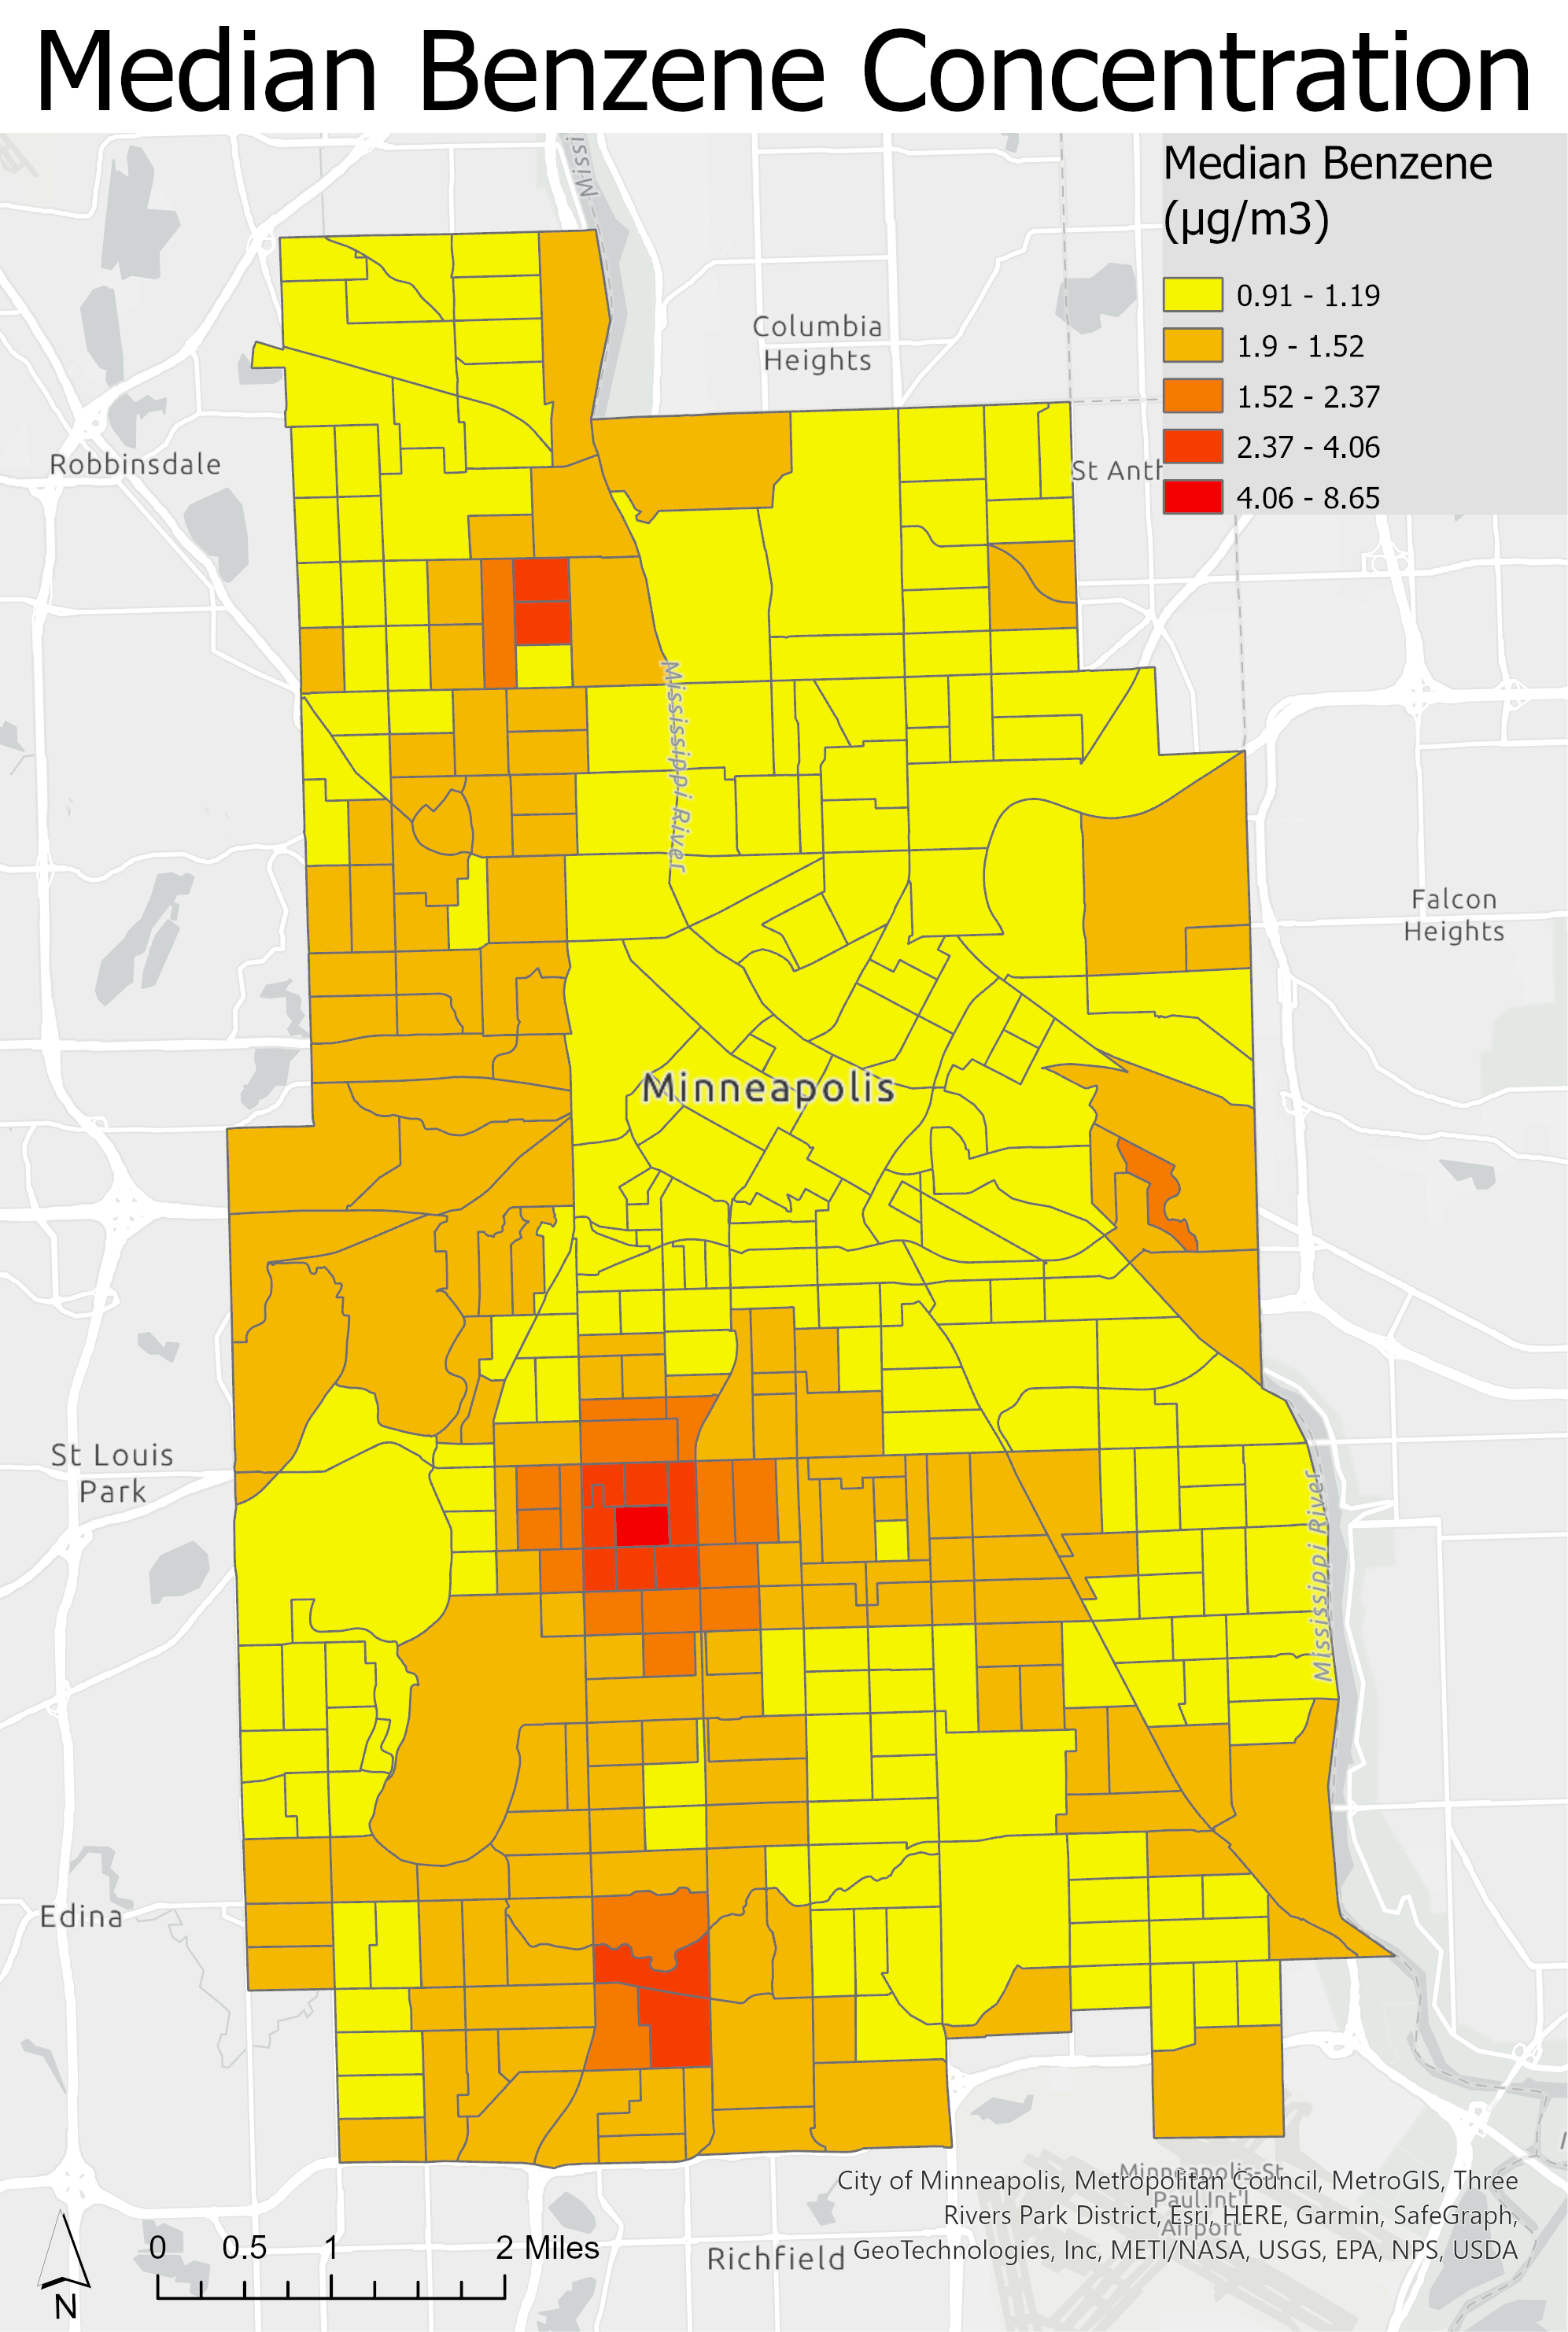 Median Benzene Concentration
Missi
Median Benzene
(µg/m3)
0.91 - 1.19
1.9 - 1.52
1.52 - 2.37
2.37 - 4.06
4.06 - 8.65
Columbia
Heights
Robbinsdale
St Anth
Mississippi River
Falcon
Heights
Minneapolis
St Louis
Park
Mississippi River
Edina
Minneapolis-St
Paul Int'l
Airport
City of Minneapolis, Metropolitan Council, MetroGIS, Three
Rivers Park District, Esri, HERE, Garmin, SafeGraph,
GeoTechnologies, Inc, METI/NASA, USGS, EPA, NPS, USDA
0 0.5 1 2 Miles
Richfield
N